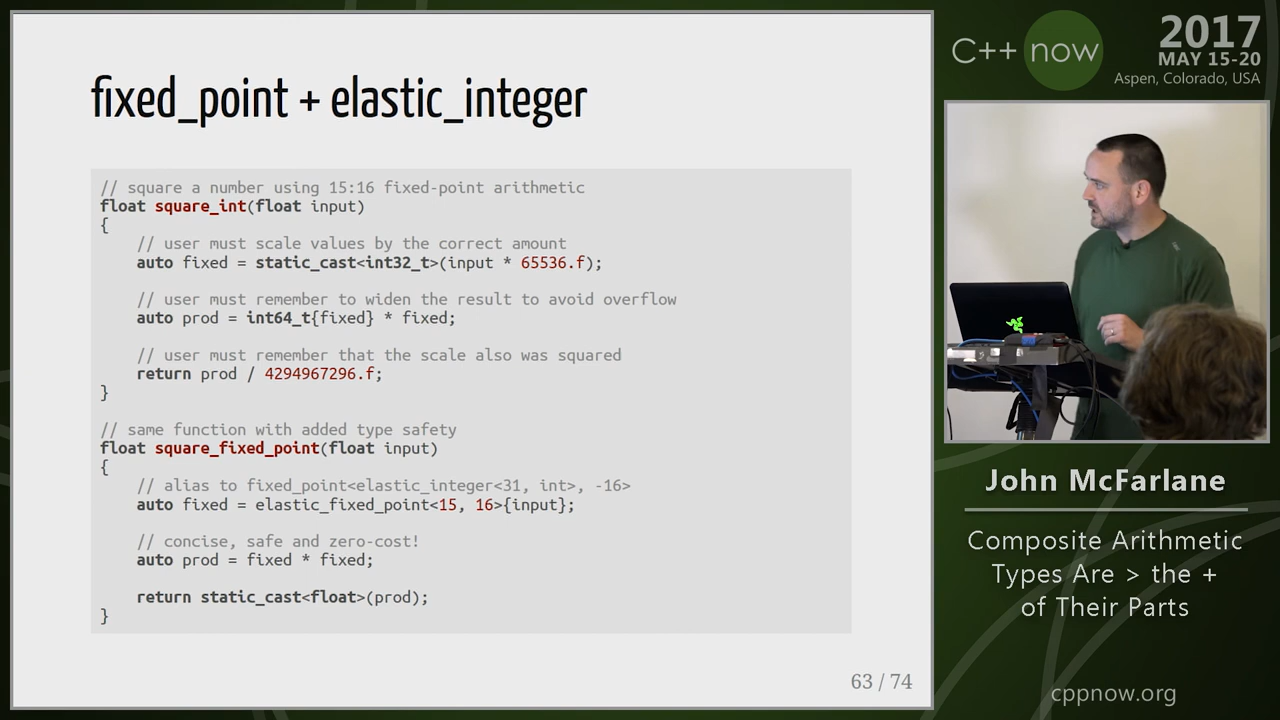 fixed_point + elastic_integer
// square a number using 15:16 fixed-point arithmetic
float square_int(float input)
{
    // user must scale values by the correct amount
    auto fixed = static_cast<int32_t>(input * 65536.f);
    // user must remember to widen the result to avoid overflow
    auto prod = int64_t{fixed} * fixed;
    // user must remember that the scale also was squared
    return prod / 4294967296.f;
}
// same function with added type safety
float square_fixed_point(float input)
{
    // alias to fixed_point<elastic_integer<31, int>, -16>
    auto fixed = elastic_fixed_point<15, 16>{input};
    // concise, safe and zero-cost!
    auto prod = fixed * fixed;
    return static_cast<float>(prod);
}
63 / 74
C++ now
2017
MAY 15-20
Aspen, Colorado, USA
John McFarlane
Composite Arithmetic
Types Are > the +
of Their Parts
cppnow.org